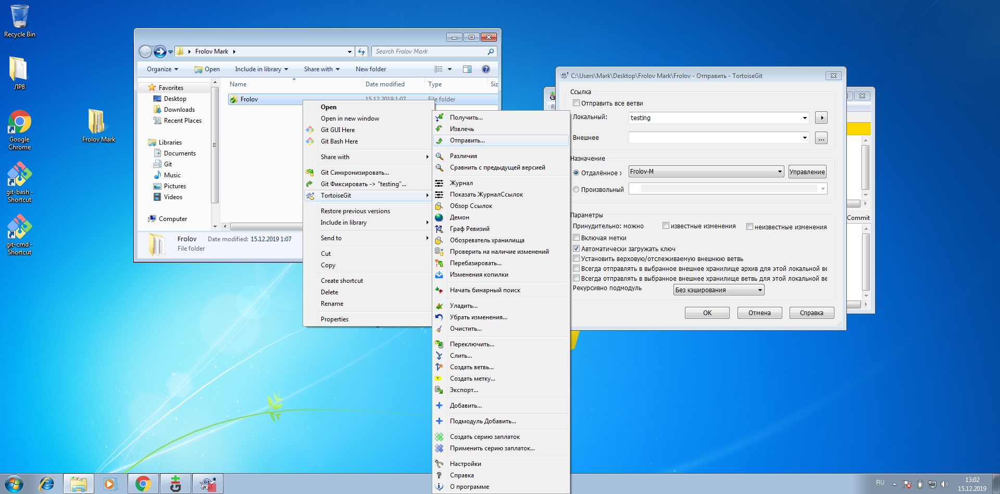 Recycle Bin
ЛР8
Google
Chrome
git-bash -
Shortcut
git-cmd -
Shortcut
Frolov Mark
Frolov Mark
Search Frolov Mark
Organize
Open
Include in library
Share with
New folder
Favorites
Desktop
Downloads
Recent Places
Libraries
Documents
Git
Music
Pictures
Videos
Computer
Name
Date modified
Type
Siz
Frolov
15.12.2019 1:07
File folder
Frolov
Date modified: 15.12.2019 1:07
File folder
Open
Open in new window
Git GUI Here
Git Bash Here
Share with
Git Синхронизировать...
Git Фиксировать -> "testing"...
TortoiseGit
Restore previous versions
Include in library
Send to
Cut
Copy
Create shortcut
Delete
Rename
Properties
Получить...
Извлечь
Отправить...
Различия
Сравнить с предыдущей версией
Журнал
Показать ЖурналСсылок
Обзор Ссылок
Демон
Граф Ревизий
Обозреватель хранилища
Проверить на наличие изменений
Перебазировать...
Изменения копилки
Начать бинарный поиск
Уладить...
Убрать изменения...
Очистить...
Переключить...
Слить...
Создать ветвь...
Создать метку...
Экспорт...
Добавить...
Подмодуль Добавить...
Создать серию заплаток
Применить серию заплаток...
Настройки
Справка
О программе
C:\Users\Mark\Desktop\Frolov Mark\Frolov - Отправить - TortoiseGit
Ссылка
Отправить все ветви
Локальный:
testing
Внешнее
...
Назначение
Отдалённое х
Frolov-M
Управление
Произвольный
Параметры
Принудительно: можно
известные изменения
неизвестные изменения
Включая метки
Автоматически загружать ключ
Установить верховую/отслеживаемую внешнюю ветвь
Всегда отправлять в выбранное внешнее хранилище архив для этой локальной ве
Всегда отправлять в выбранное внешнее хранилище ветвь для этой локальной ве
Рекурсивно подмодуль
Без кэширования
OK
Отмена
Справка
R
Commit
RU
13:02
15.12.2019